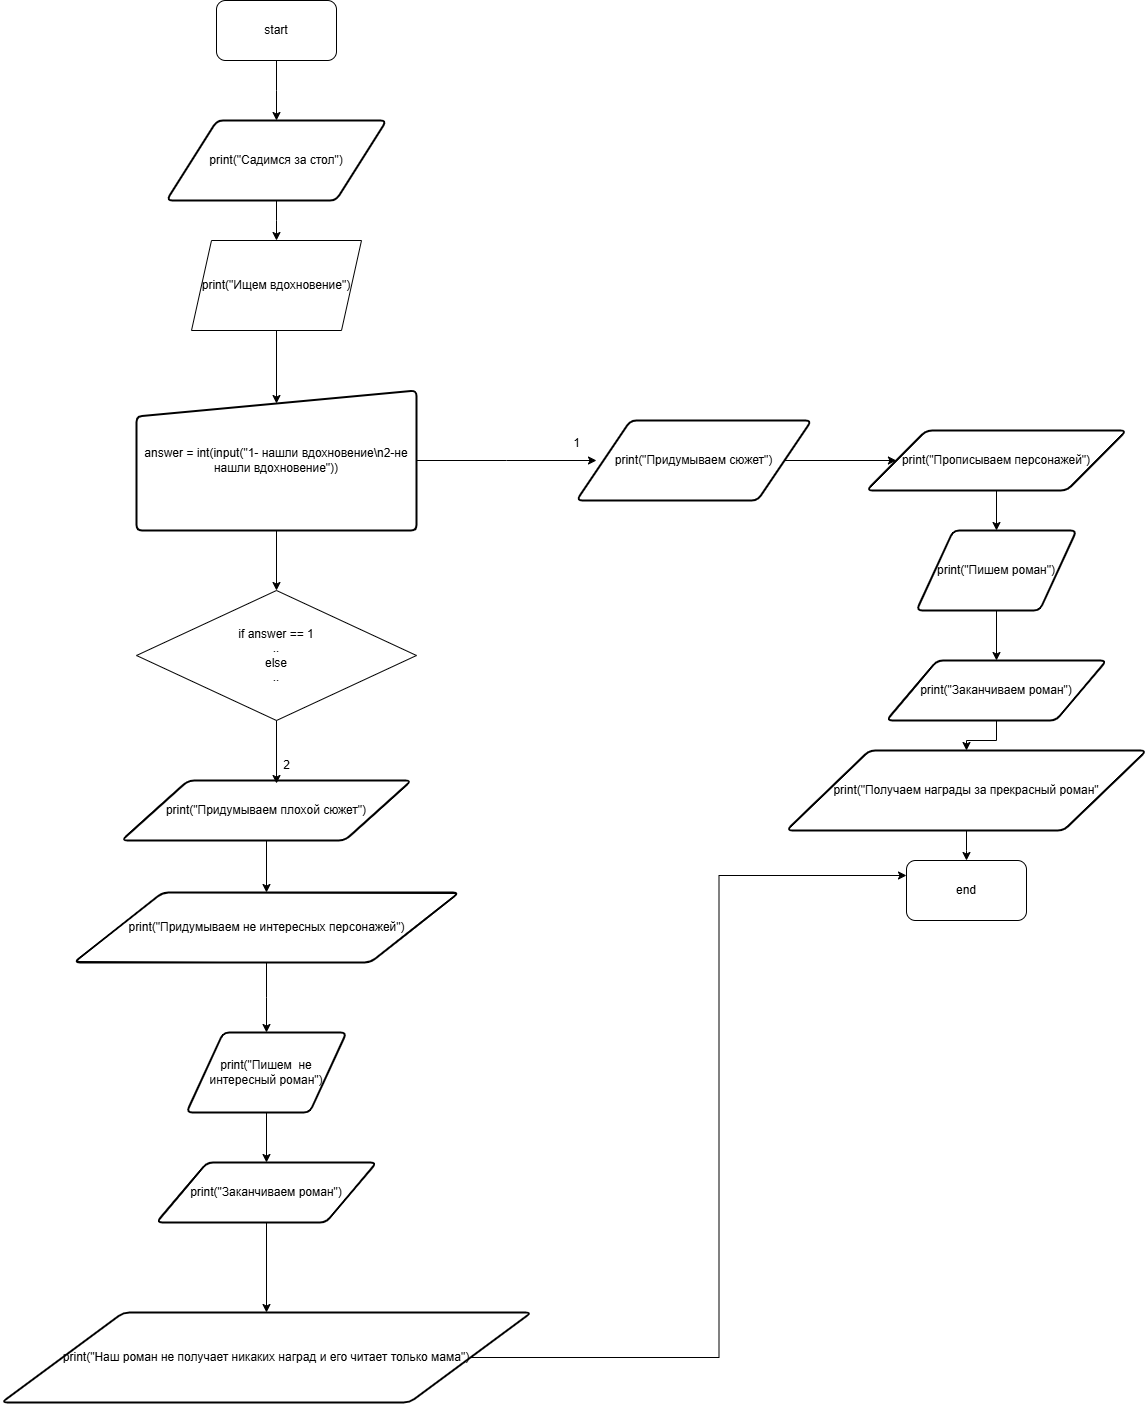 start
print("Садимся за стол")
print("Ищем вдохновение")
answer = int(input("1- нашли вдохновение\n2-не
нашли вдохновение"))
1
print("Придумываем сюжет")
print("Прописываем персонажей")
print("Пишем роман")
print("Заканчиваем роман")
print("Получаем награды за прекрасный роман"
end
if answer == 1
..
else
..
2
print("Придумываем плохой сюжет")
print("Придумываем не интересных персонажей")
print("Пишем  не
интересный роман")
print("Заканчиваем роман")
print("Наш роман не получает никаких наград и его читает только мама")